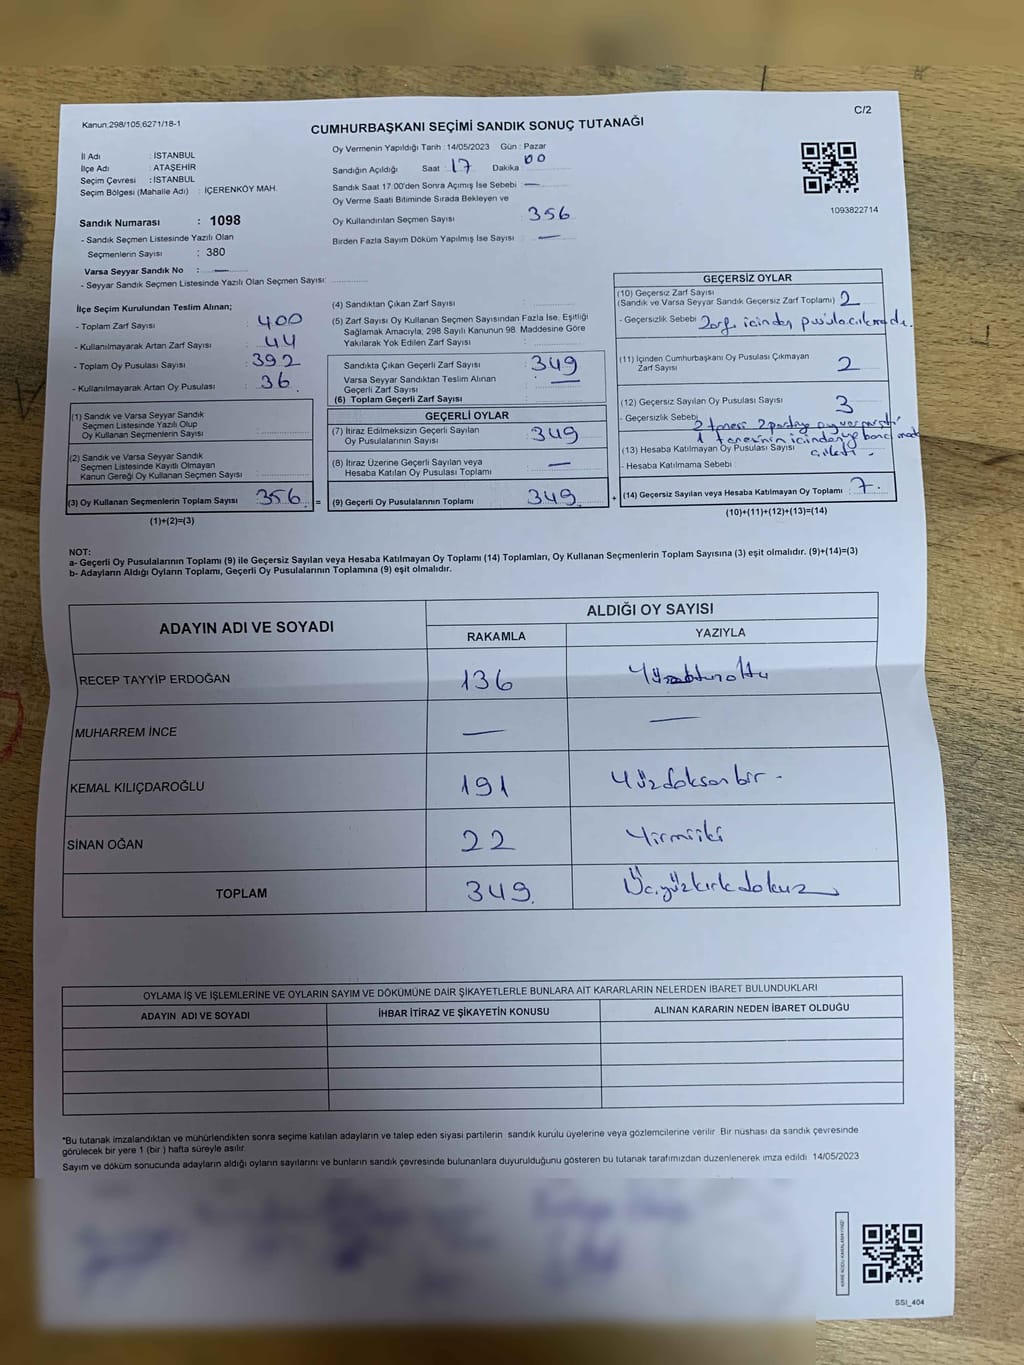 C/2
Kanun 298/105,6271/18-1
CUMHURBAŞKANI SEÇİMİ SANDIK SONUÇ TUTANAĞI
İl Adı : İSTANBUL
İlçe Adı : ATAŞEHİR
Seçim Çevresi : İSTANBUL
Seçim Bölgesi (Mahalle Adı) : İÇERENKÖY MAH.
Sandık Numarası : 1098
- Sandık Seçmen Listesinde Yazılı Olan
Seçmenlerin Sayısı : 380
Varsa Seyyar Sandık No : —
- Seyyar Sandık Seçmen Listesinde Yazılı Olan Seçmen Sayısı:
Oy Vermenin Yapıldığı Tarih : 14/05/2023 Gün : Pazar
Sandığın Açıldığı Saat : 17 Dakika : 00
Sandık Saat 17:00'den Sonra Açımış İse Sebebi : —
Oy Verme Saati Bitiminde Sırada Bekleyen ve
Oy Kullandırılan Seçmen Sayısı : 356
Birden Fazla Sayım Döküm Yapılmış İse Sayısı : —
1093822714
İlçe Seçim Kurulundan Teslim Alınan;
- Toplam Zarf Sayısı : 400
- Kullanılmayarak Artan Zarf Sayısı : 44
- Toplam Oy Pusulası Sayısı : 392
- Kullanılmayarak Artan Oy Pusulası : 36
(1) Sandık ve Varsa Seyyar Sandık
Seçmen Listesinde Yazılı Olup
Oy Kullanan Seçmenlerin Sayısı
(2) Sandık ve Varsa Seyyar Sandık
Seçmen Listesinde Kayıtlı Olmayan
Kanun Gereği Oy Kullanan Seçmen Sayısı
(3) Oy Kullanan Seçmenlerin Toplam Sayısı 356 =
(1)+(2)=(3)
(4) Sandıktan Çıkan Zarf Sayısı
(5) Zarf Sayısı Oy Kullanan Seçmen Sayısından Fazla İse, Eşitliği
Sağlamak Amacıyla, 298 Sayılı Kanunun 98. Maddesine Göre
Yakılarak Yok Edilen Zarf Sayısı
Sandıkta Çıkan Geçerli Zarf Sayısı : 349
Varsa Seyyar Sandıktan Teslim Alınan
Geçerli Zarf Sayısı : —
(6) Toplam Geçerli Zarf Sayısı
GEÇERLİ OYLAR
(7) İtiraz Edilmeksizin Geçerli Sayılan
Oy Pusulalarının Sayısı : 349
(8) İtiraz Üzerine Geçerli Sayılan veya
Hesaba Katılan Oy Pusulası Toplamı : —
(9) Geçerli Oy Pusulalarının Toplamı : 349 +
GEÇERSİZ OYLAR
(10) Geçersiz Zarf Sayısı
(Sandık ve Varsa Seyyar Sandık Geçersiz Zarf Toplamı) 2
- Geçersizlik Sebebi : Zarf içinden pusula çıkmadı.
(11) İçinden Cumhurbaşkanı Oy Pusulası Çıkmayan
Zarf Sayısı 2
(12) Geçersiz Sayılan Oy Pusulası Sayısı 3
- Geçersizlik Sebebi
2 tanesi 2 partiye
1 tanesinin içinden
(13) Hesaba Katılmayan Oy Pusulası Sayısı
- Hesaba Katılmama Sebebi
(14) Geçersiz Sayılan veya Hesaba Katılmayan Oy Toplamı : 7.
(10)+(11)+(12)+(13)=(14)
NOT:
a- Geçerli Oy Pusulalarının Toplamı (9) ile Geçersiz Sayılan veya Hesaba Katılmayan Oy Toplamı (14) Toplamları, Oy Kullanan Seçmenlerin Toplam Sayısına (3) eşit olmalıdır. (9)+(14)=(3)
b- Adayların Aldığı Oyların Toplamı, Geçerli Oy Pusulalarının Toplamına (9) eşit olmalıdır.
ADAYIN ADI VE SOYADI
ALDIĞI OY SAYISI
RAKAMLA YAZIYLA
RECEP TAYYİP ERDOĞAN 136 Yüzotuzaltı
MUHARREM İNCE — —
KEMAL KILIÇDAROĞLU 191 Yüzdoksanbir -
SİNAN OĞAN 22 Yirmiiki
TOPLAM 349. Üçyüzkırkdokuz
OYLAMA İŞ VE İŞLEMLERİNE VE OYLARIN SAYIM VE DÖKÜMÜNE DAİR ŞİKAYETLERLE BUNLARA AİT KARARLARIN NELERDEN İBARET BULUNDUKLARI
ADAYIN ADI VE SOYADI İHBAR İTİRAZ VE ŞİKAYETİN KONUSU ALINAN KARARIN NEDEN İBARET OLDUĞU
"Bu tutanak imzalandıktan ve mühürlendikten sonra seçime katılan adayların ve talep eden siyasi partilerin sandık kurulu üyelerine veya gözlemcilerine verilir. Bir nüshası da sandık çevresinde
görülecek bir yere 1 (bir) hafta süreyle asılır.
Sayım ve döküm sonucunda adayların aldığı oyların sayılarını ve bunların sandık çevresinde bulunanlara duyurulduğunu gösteren bu tutanak tarafımızdan düzenlenerek imza edildi. 14/05/2023
SSI_404